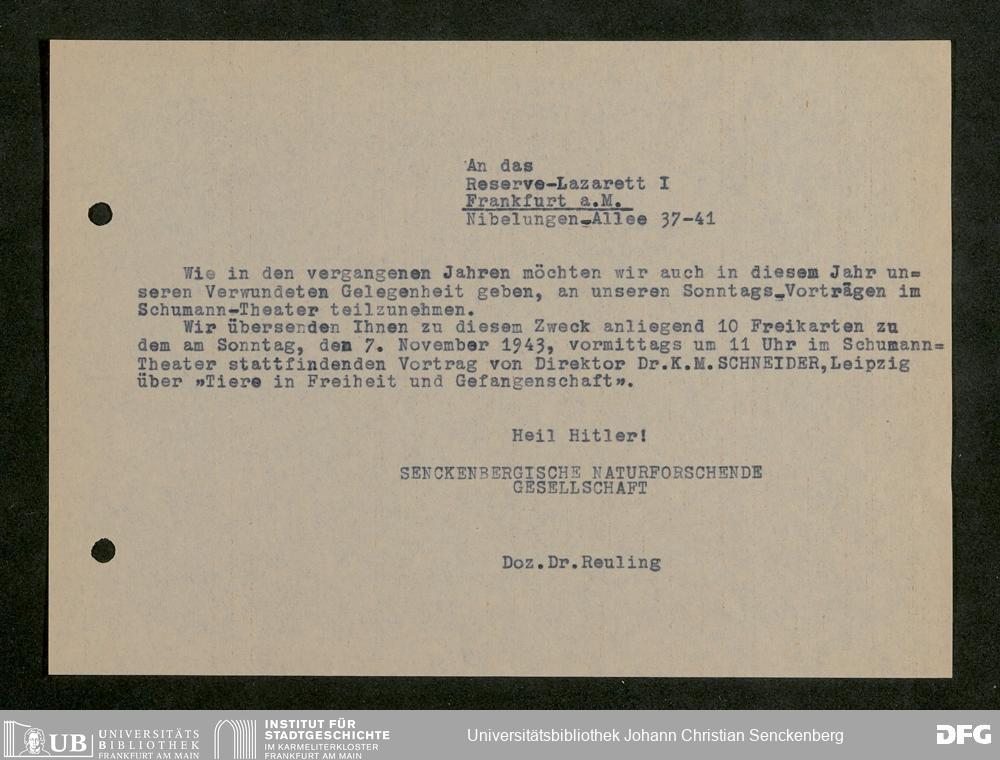 An das
Reserve-Lazarett I
Frankfurt a.M.
Nibelungen-Allee 37-41
Wie in den vergangenen Jahren möchten wir auch in diesem Jahr un=
seren Verwundeten Gelegenheit geben, an unseren Sonntags-Vorträgen im
Schumann-Theater teilzunehmen.
Wir übersenden Ihnen zu diesem Zweck anliegend 10 Freikarten zu
dem am Sonntag, den 7. November 1943, vormittags um 11 Uhr im Schumann=
Theater stattfindenden Vortrag von Direktor Dr.K.M.SCHNEIDER,Leipzig
über »Tiere in Freiheit und Gefangenschaft».
Heil Hitler!
SENCKENBERGISCHE NATURFORSCHENDE
GESELLSCHAFT
Doz.Dr.Reuling
UB
UNIVERSITÄTS
BIBLIOTHEK
FRANKFURT AM MAIN
INSTITUT FÜR
STADTGESCHICHTE
IM KARMELITERKLOSTER
FRANKFURT AM MAIN
Universitätsbibliothek Johann Christian Senckenberg
DFG